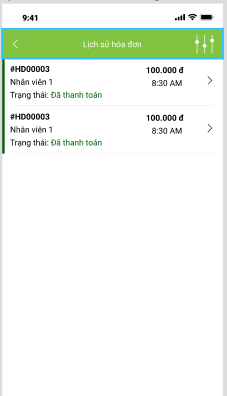 9:41
Lịch sử hóa đơn
#HD00003 100.000 đ
Nhân viên 1 8:30 AM
Trạng thái: Đã thanh toán
#HD00003 100.000 đ
Nhân viên 1 8:30 AM
Trạng thái: Đã thanh toán